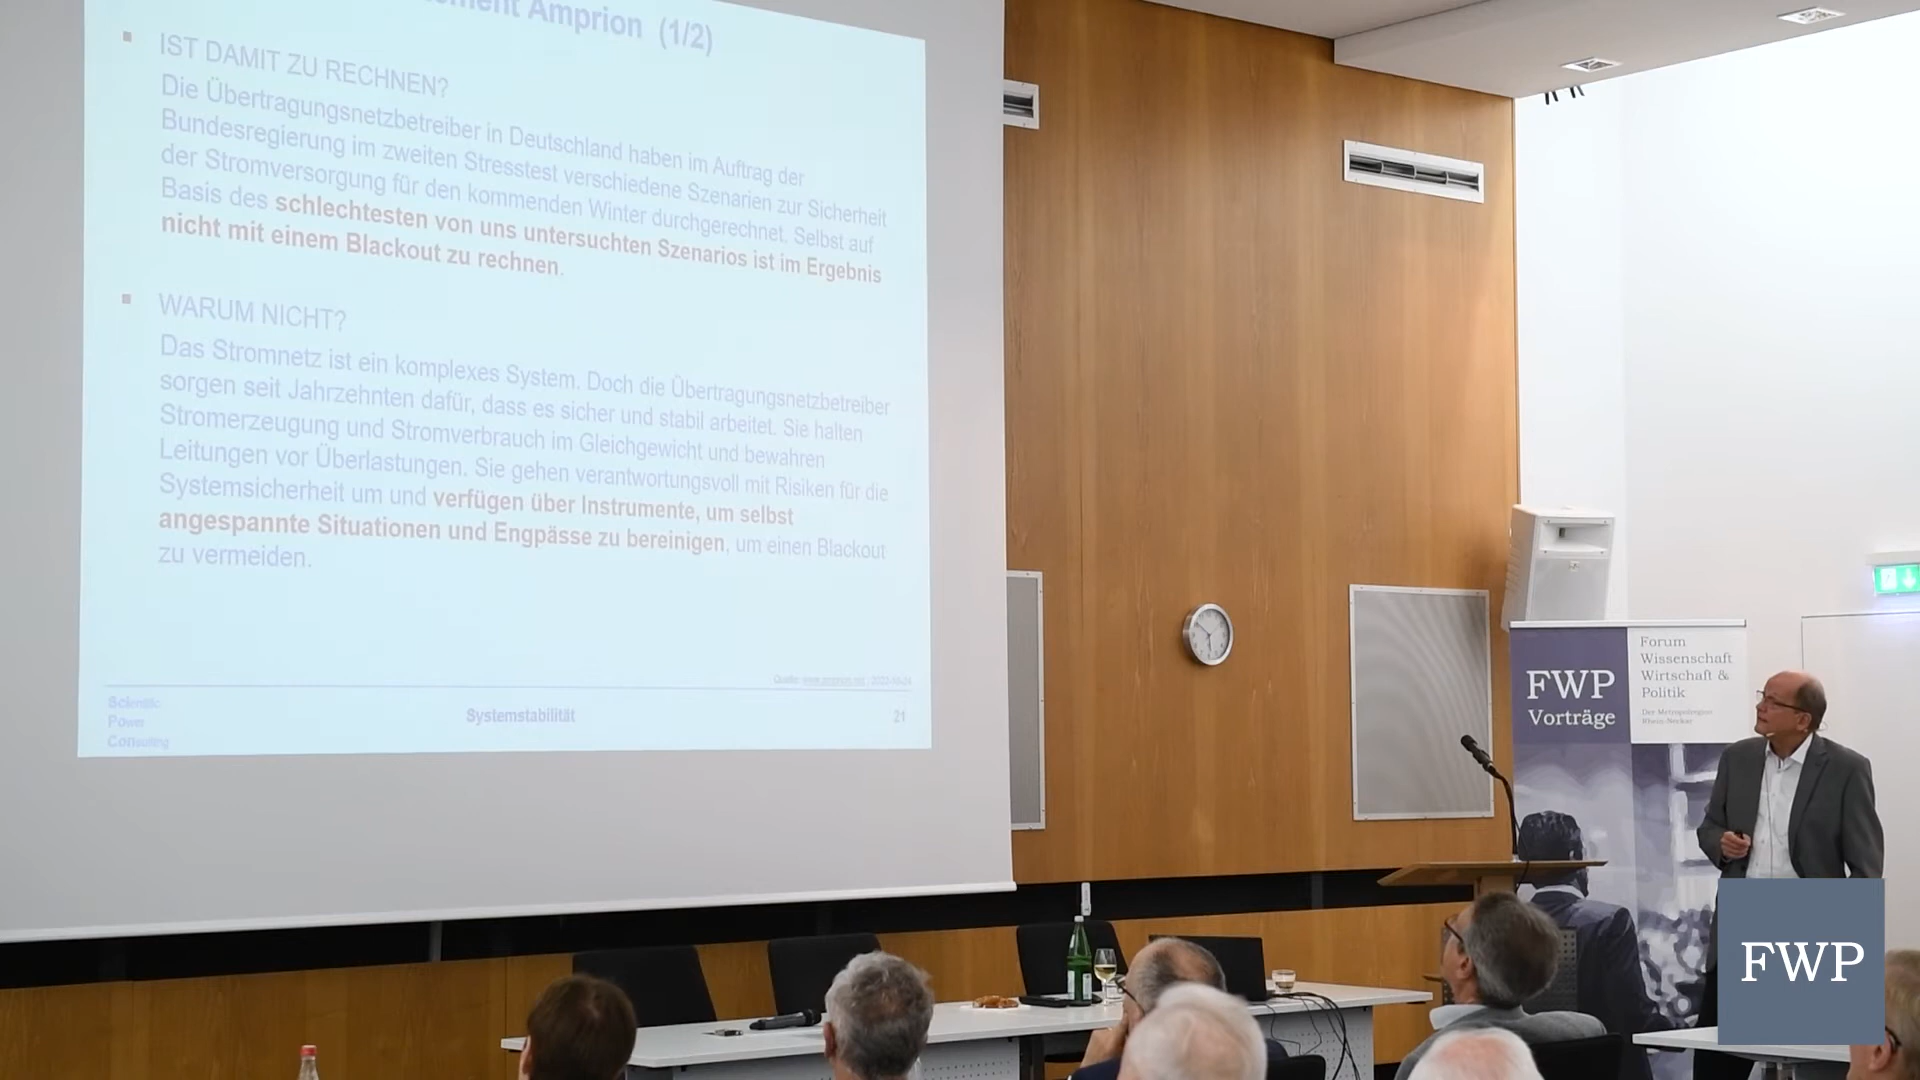 Amprion (1/2)
▪ IST DAMIT ZU RECHNEN?
Die Übertragungsnetzbetreiber in Deutschland haben im Auftrag der
Bundesregierung im zweiten Stresstest verschiedene Szenarien zur Sicherheit
der Stromversorgung für den kommenden Winter durchgerechnet. Selbst auf
Basis des schlechtesten von uns untersuchten Szenarios ist im Ergebnis
nicht mit einem Blackout zu rechnen.
▪ WARUM NICHT?
Das Stromnetz ist ein komplexes System. Doch die Übertragungsnetzbetreiber
sorgen seit Jahrzehnten dafür, dass es sicher und stabil arbeitet. Sie halten
Stromerzeugung und Stromverbrauch im Gleichgewicht und bewahren
Leitungen vor Überlastungen. Sie gehen verantwortungsvoll mit Risiken für die
Systemsicherheit um und verfügen über Instrumente, um selbst
angespannte Situationen und Engpässe zu bereinigen, um einen Blackout
zu vermeiden.
Quelle:
Scientific
Power
Consulting
Systemstabilität
21
FWP
Vorträge
Forum
Wissenschaft
Wirtschaft &
Politik
Der Metropolregion
Rhein-Neckar
FWP